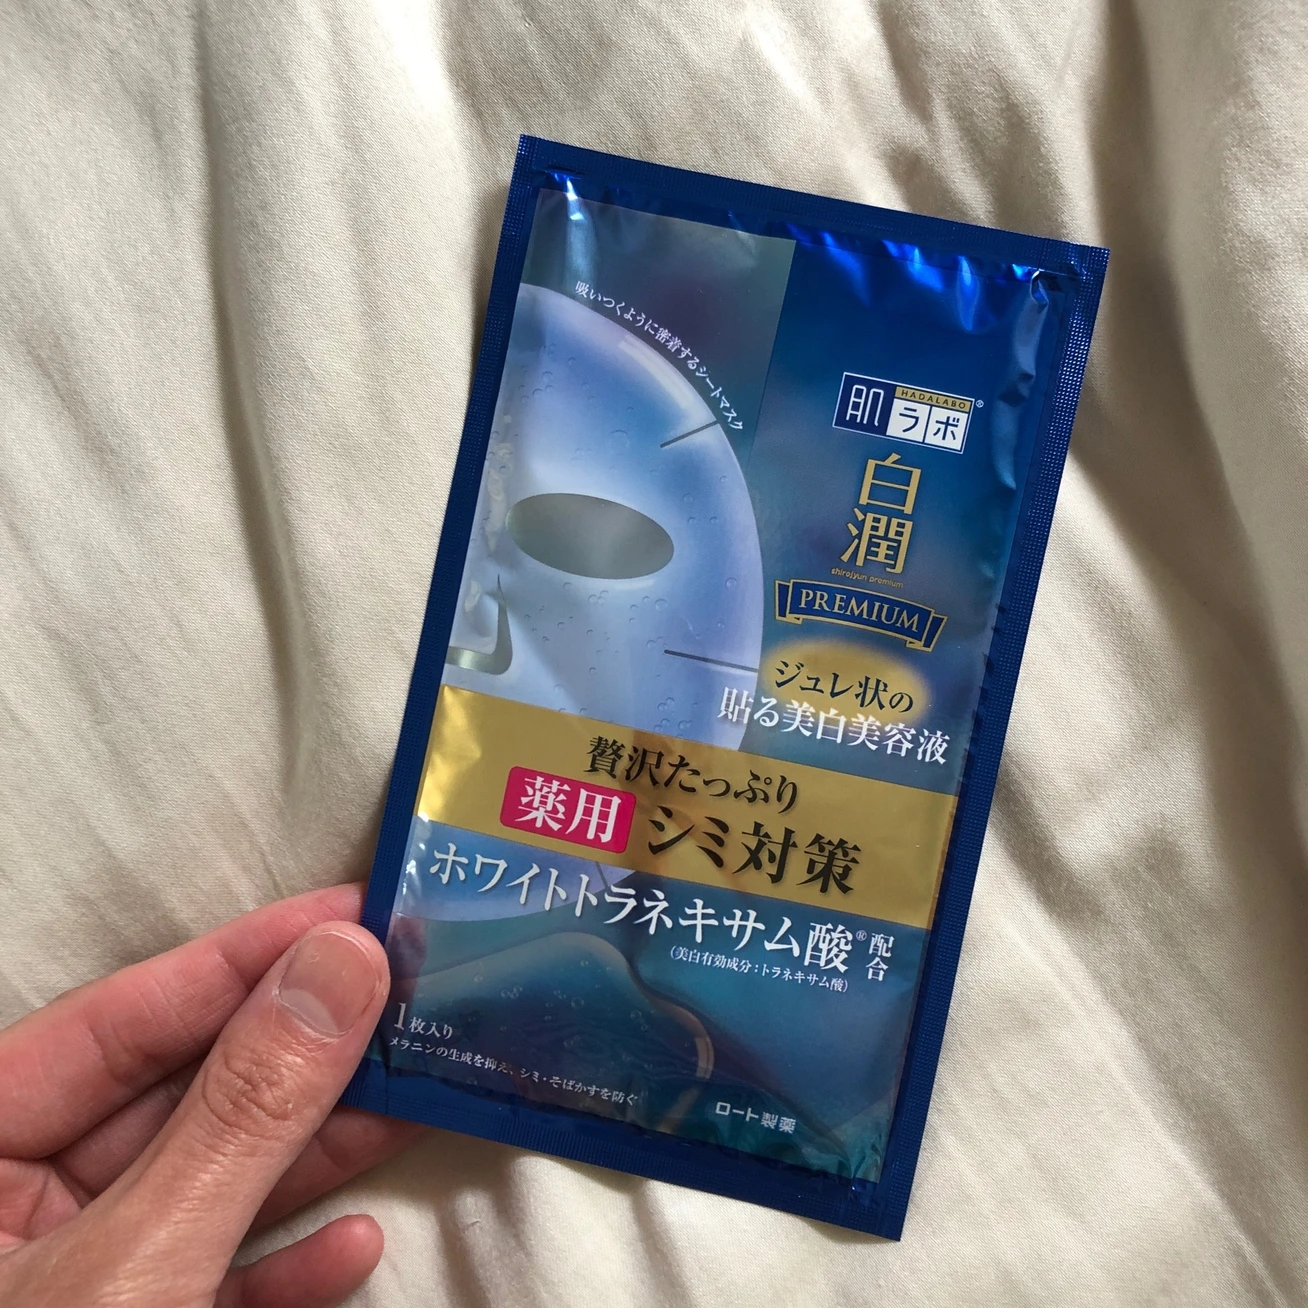 吸いつくように密着するシートマスク
HADALABO
肌ラボ®
白潤
shirojyun premium
PREMIUM
ジュレ状の
貼る美白美容液
贅沢たっぷり
薬用 シミ対策
ホワイトトラネキサム酸®配合
(美白有効成分:トラネキサム酸)
1枚入り
メラニンの生成を抑え、シミ・そばかすを防ぐ
ロート製薬